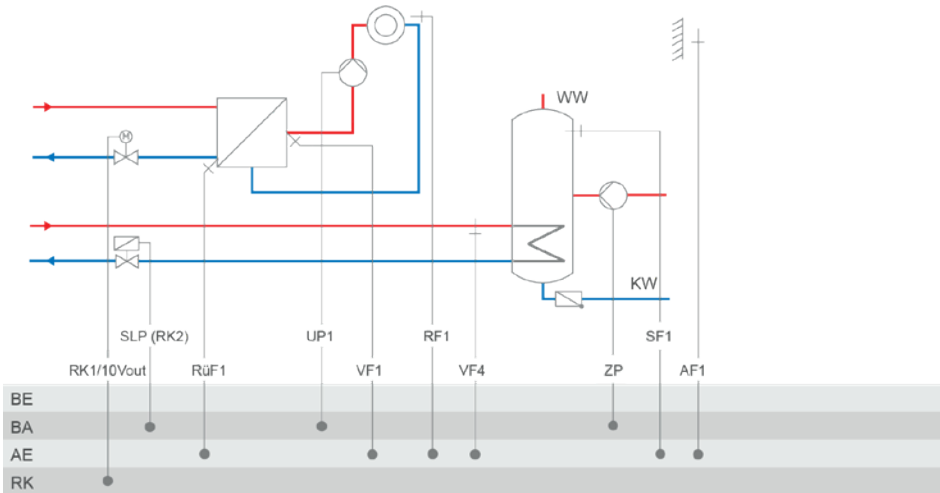 M
WW
KW
SLP (RK2) UP1 RF1 SF1
RK1/10Vout RüF1 VF1 VF4 ZP AF1
BE
BA
AE
RK